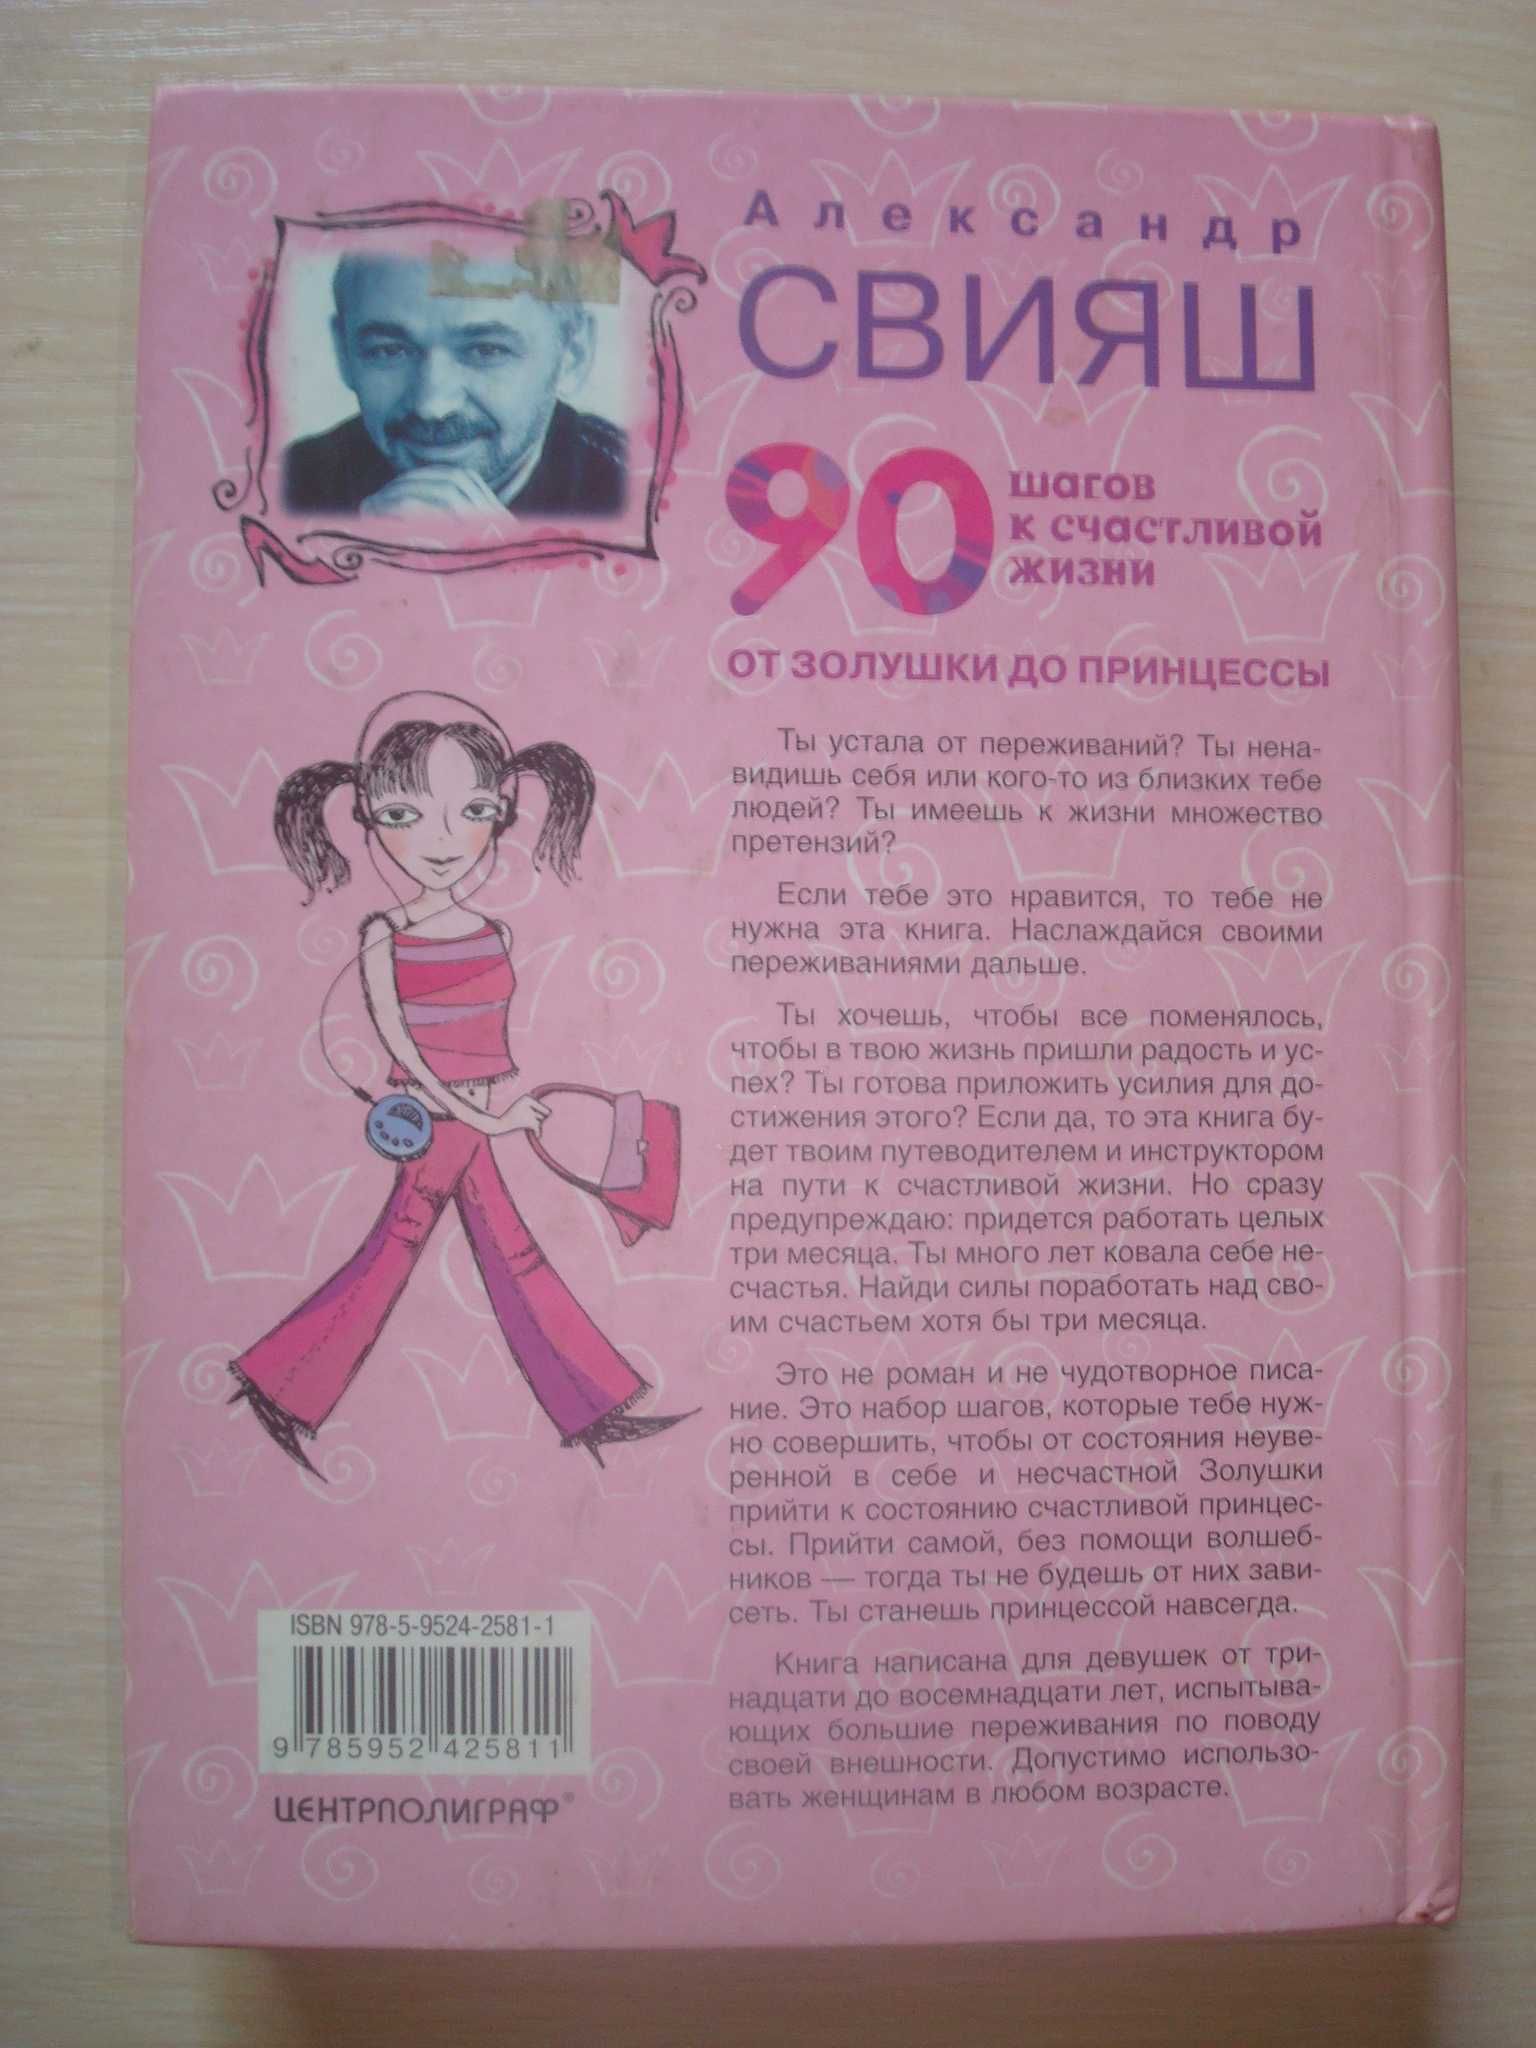 Александр
СВИЯШ
90 шагов
к счастливой
жизни
ОТ ЗОЛУШКИ ДО ПРИНЦЕССЫ
Ты устала от переживаний? Ты нена-
видишь себя или кого-то из близких тебе
людей? Ты имеешь к жизни множество
претензий?
Если тебе это нравится, то тебе не
нужна эта книга. Наслаждайся своими
переживаниями дальше.
Ты хочешь, чтобы все поменялось,
чтобы в твою жизнь пришли радость и ус-
пех? Ты готова приложить усилия для до-
стижения этого? Если да, то эта книга бу-
дет твоим путеводителем и инструктором
на пути к счастливой жизни. Но сразу
предупреждаю: придется работать целых
три месяца. Ты много лет ковала себе не-
счастья. Найди силы поработать над сво-
им счастьем хотя бы три месяца.
Это не роман и не чудотворное писа-
ние. Это набор шагов, которые тебе нуж-
но совершить, чтобы от состояния неуве-
ренной в себе и несчастной Золушки
прийти к состоянию счастливой принцес-
сы. Прийти самой, без помощи волшеб-
ников — тогда ты не будешь от них зави-
сеть. Ты станешь принцессой навсегда.
Книга написана для девушек от три-
надцати до восемнадцати лет, испытыва-
ющих большие переживания по поводу
своей внешности. Допустимо использо-
вать женщинам в любом возрасте.
ISBN 978-5-9524-2581-1
9 785952 425811
ЦЕНТРПОЛИГРАФ®